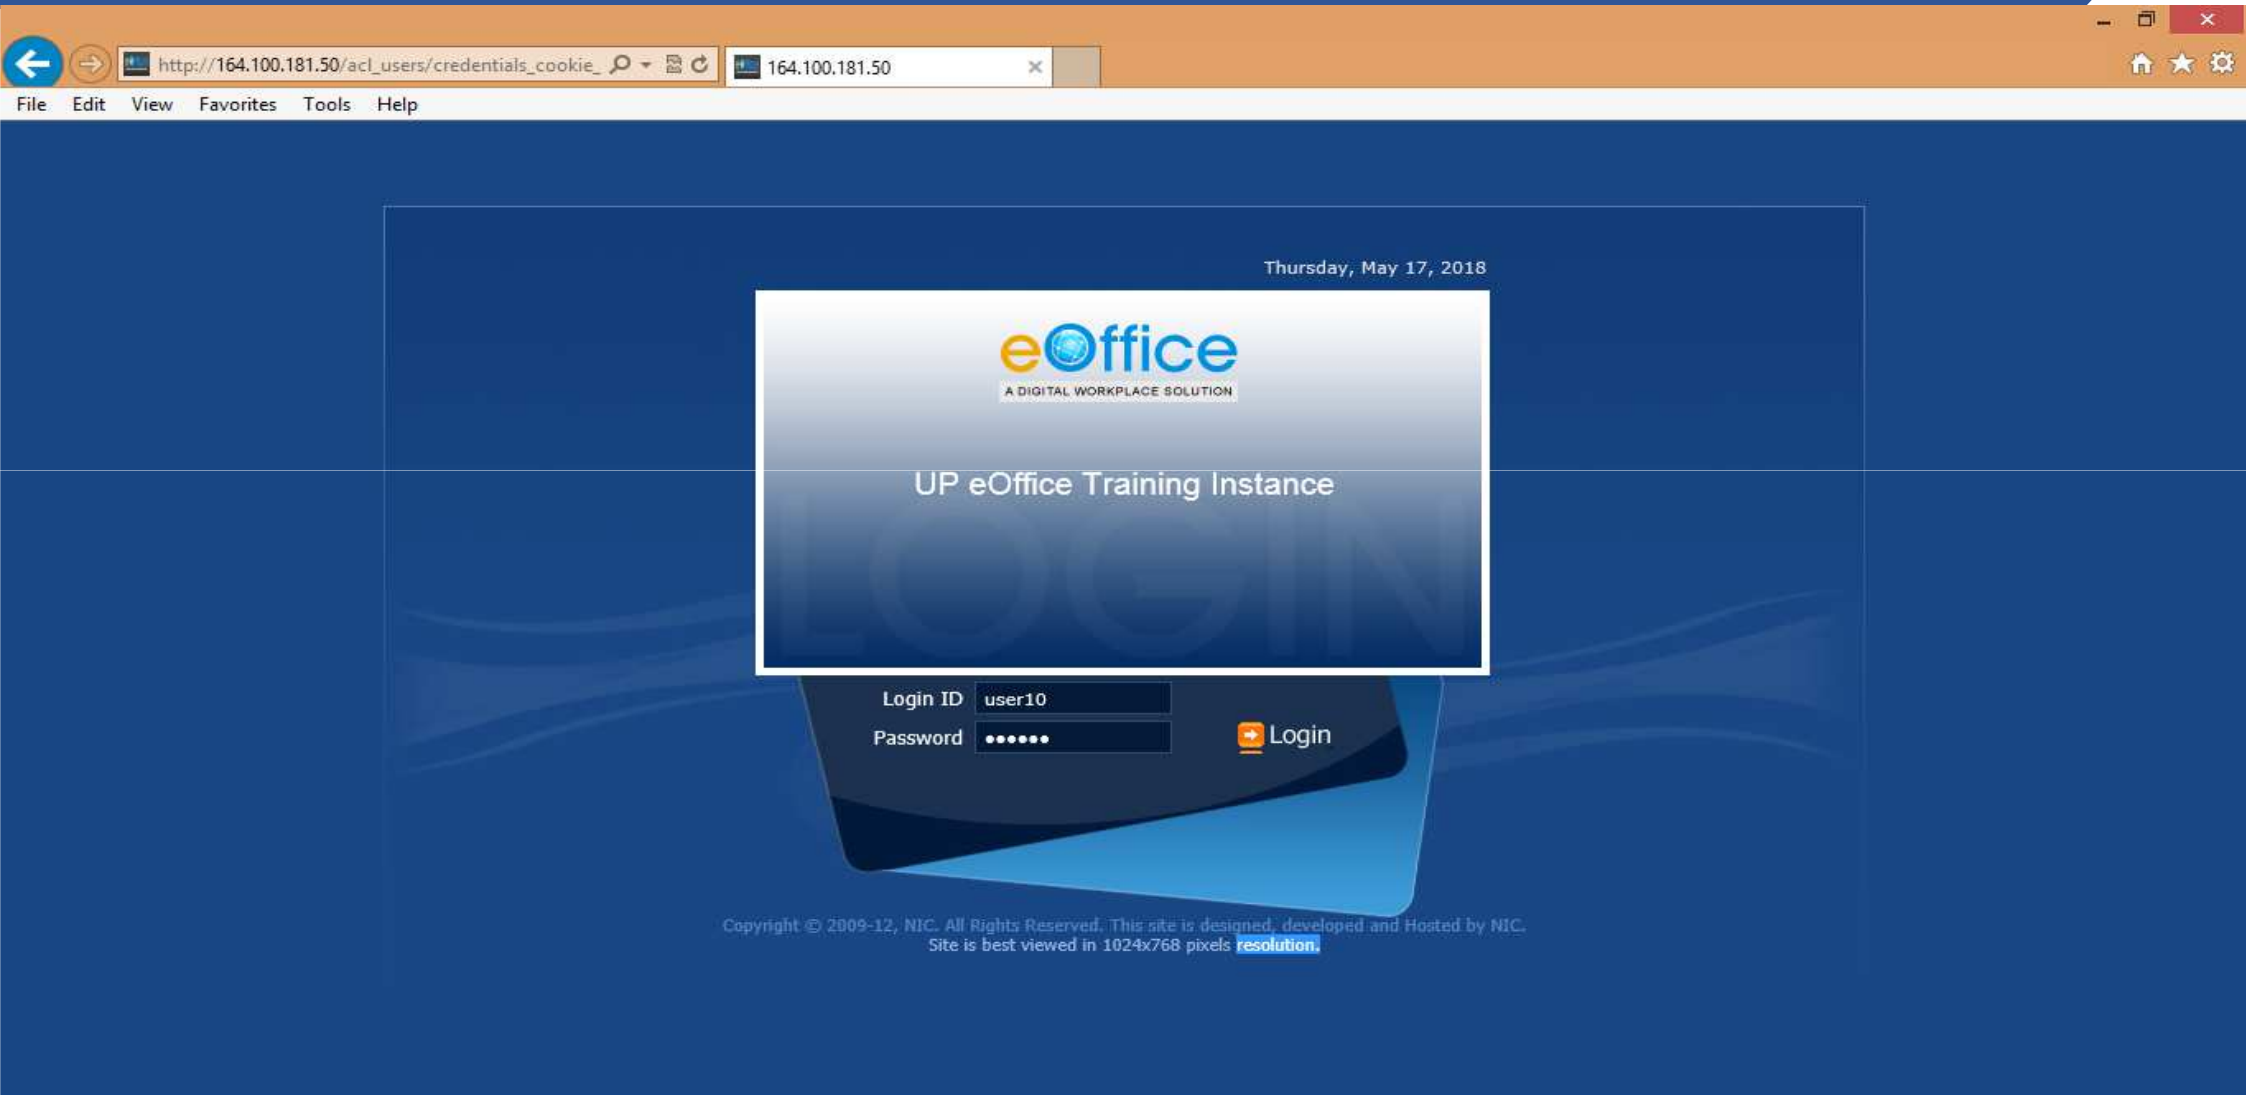 http://164.100.181.50/acl_users/credentials_cookie_
164.100.181.50
File Edit View Favorites Tools Help
Thursday, May 17, 2018
eOffice
A DIGITAL WORKPLACE SOLUTION
UP eOffice Training Instance
LOGIN
Login ID user10
Password ••••••
Login
Copyright © 2009-12, NIC. All Rights Reserved. This site is designed, developed and Hosted by NIC.
Site is best viewed in 1024x768 pixels resolution.